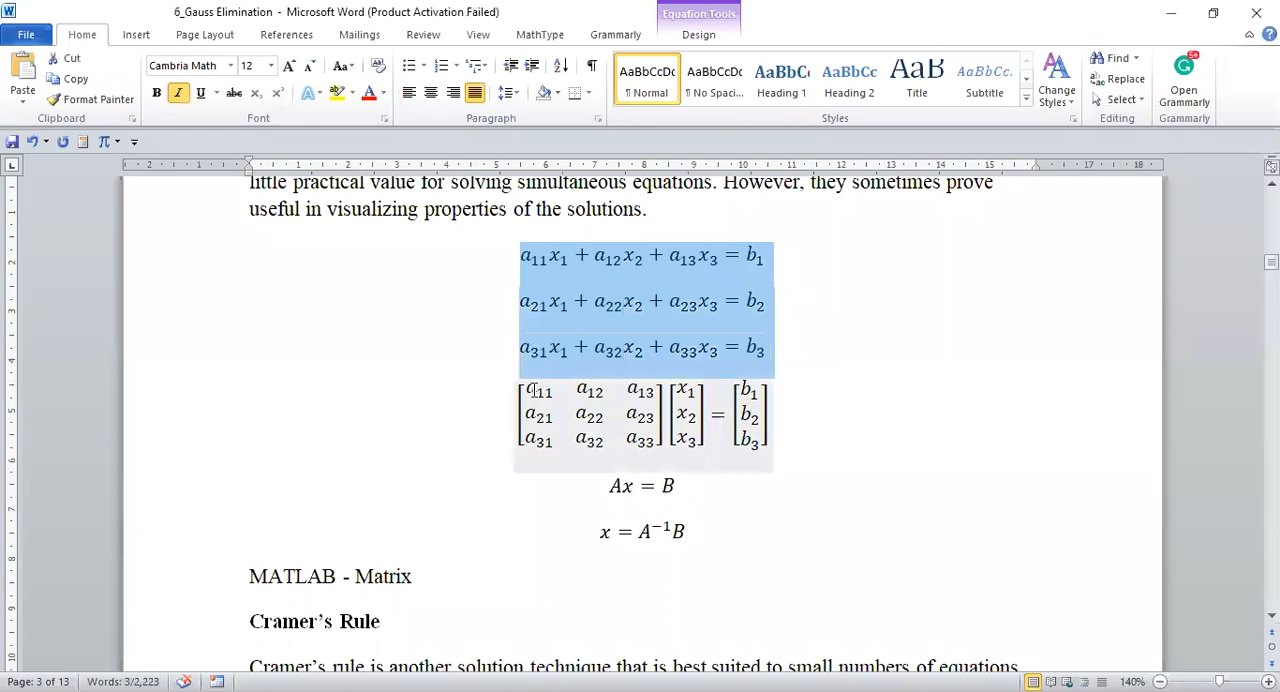 6_Gauss Elimination - Microsoft Word (Product Activation Failed)
Equation Tools
File Home Insert Page Layout References Mailings Review View MathType Grammarly Design
Paste
Cut
Copy
Format Painter
Clipboard
Cambria Math 12
Font
Paragraph
AaBbCcDc AaBbCcDc AaBbCc AaBbCc AaB AaBbCc.
¶ Normal ¶ No Spaci... Heading 1 Heading 2 Title Subtitle
Styles
Change Styles
Find
Replace
Select
Editing
Open Grammarly
Grammarly
little practical value for solving simultaneous equations. However, they sometimes prove
useful in visualizing properties of the solutions.
a₁₁x₁ + a₁₂x₂ + a₁₃x₃ = b₁
a₂₁x₁ + a₂₂x₂ + a₂₃x₃ = b₂
a₃₁x₁ + a₃₂x₂ + a₃₃x₃ = b₃
[a₁₁ a₁₂ a₁₃] [x₁] [b₁]
[a₂₁ a₂₂ a₂₃] [x₂] = [b₂]
[a₃₁ a₃₂ a₃₃] [x₃] [b₃]
Ax = B
x = A⁻¹B
MATLAB - Matrix
Cramer's Rule
Cramer's rule is another solution technique that is best suited to small numbers of equations
Page: 3 of 13 Words: 3/2,223 140%